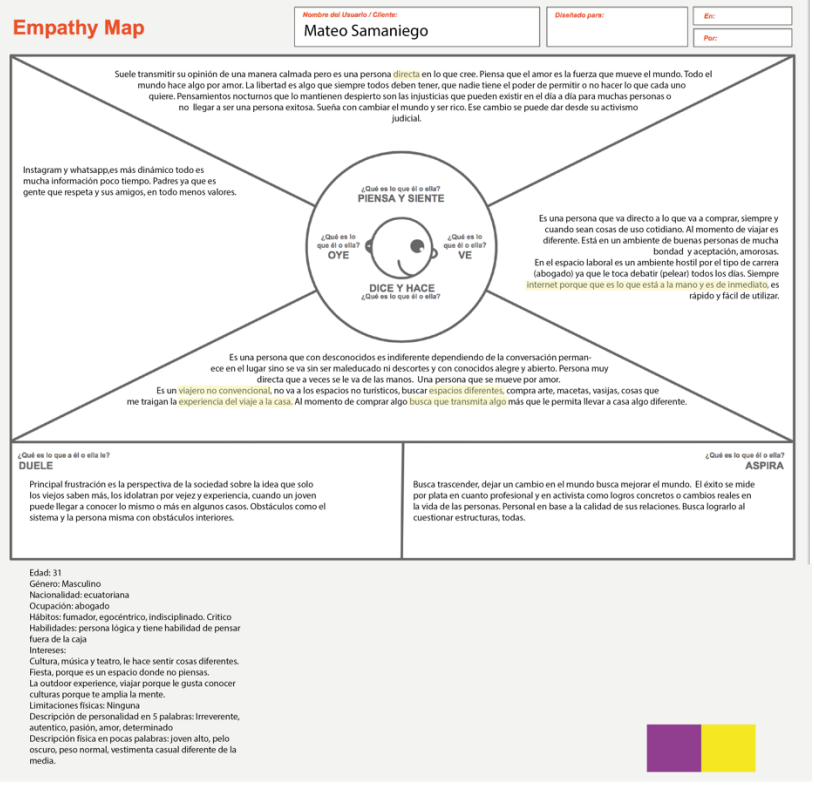 Empathy Map
Nombre del Usuario / Cliente:
Mateo Samaniego
Diseñado para:
En:
Por:
Suele transmitir su opinión de una manera calmada pero es una persona directa en lo que cree. Piensa que el amor es la fuerza que mueve el mundo. Todo el
mundo hace algo por amor. La libertad es algo que siempre todos deben tener, que nadie tiene el poder de permitir o no hacer lo que cada uno
quiere. Pensamientos nocturnos que lo mantienen despierto son las injusticias que pueden existir en el día a día para muchas personas o
no llegar a ser una persona exitosa. Sueña con cambiar el mundo y ser rico. Ese cambio se puede dar desde su activismo
judicial.
Instagram y whatsapp,es más dinámico todo es
mucha información poco tiempo. Padres ya que es
gente que respeta y sus amigos, en todo menos valores.
¿Qué es lo que él o ella?
PIENSA Y SIENTE
¿Qué es lo
que él o ella?
OYE
¿Qué es lo
que él o ella?
VE
DICE Y HACE
¿Qué es lo que él o ella?
Es una persona que va directo a lo que va a comprar, siempre y
cuando sean cosas de uso cotidiano. Al momento de viajar es
diferente. Está en un ambiente de buenas personas de mucha
bondad y aceptación, amorosas.
En el espacio laboral es un ambiente hostil por el tipo de carrera
(abogado) ya que le toca debatir (pelear) todos los días. Siempre
internet porque que es lo que está a la mano y es de inmediato, es
rápido y fácil de utilizar.
Es una persona que con desconocidos es indiferente dependiendo de la conversación perman-
ece en el lugar sino se va sin ser maleducado ni descortes y con conocidos alegre y abierto. Persona muy
directa que a veces se le va de las manos. Una persona que se mueve por amor.
Es un viajero no convencional, no va a los espacios no turísticos, buscar espacios diferentes, compra arte, macetas, vasijas, cosas que
me traigan la experiencia del viaje a la casa. Al momento de comprar algo busca que transmita algo más que le permita llevar a casa algo diferente.
¿Qué es lo que a él o ella le?
DUELE
Principal frustración es la perspectiva de la sociedad sobre la idea que solo
los viejos saben más, los idolatran por vejez y experiencia, cuando un joven
puede llegar a conocer lo mismo o más en algunos casos. Obstáculos como el
sistema y la persona misma con obstáculos interiores.
¿Qué es lo que él o ella?
ASPIRA
Busca trascender, dejar un cambio en el mundo busca mejorar el mundo. El éxito se mide
por plata en cuanto profesional y en activista como logros concretos o cambios reales en
la vida de las personas. Personal en base a la calidad de sus relaciones. Busca lograrlo al
cuestionar estructuras, todas.
Edad: 31
Género: Masculino
Nacionalidad: ecuatoriana
Ocupación: abogado
Hábitos: fumador, egocéntrico, indisciplinado. Critico
Habilidades: persona lógica y tiene habilidad de pensar
fuera de la caja
Intereses:
Cultura, música y teatro, le hace sentir cosas diferentes.
Fiesta, porque es un espacio donde no piensas.
La outdoor experience, viajar porque le gusta conocer
culturas porque te amplia la mente.
Limitaciones físicas: Ninguna
Descripción de personalidad en 5 palabras: Irreverente,
autentico, pasión, amor, determinado
Descripción física en pocas palabras: joven alto, pelo
oscuro, peso normal, vestimenta casual diferente de la
media.